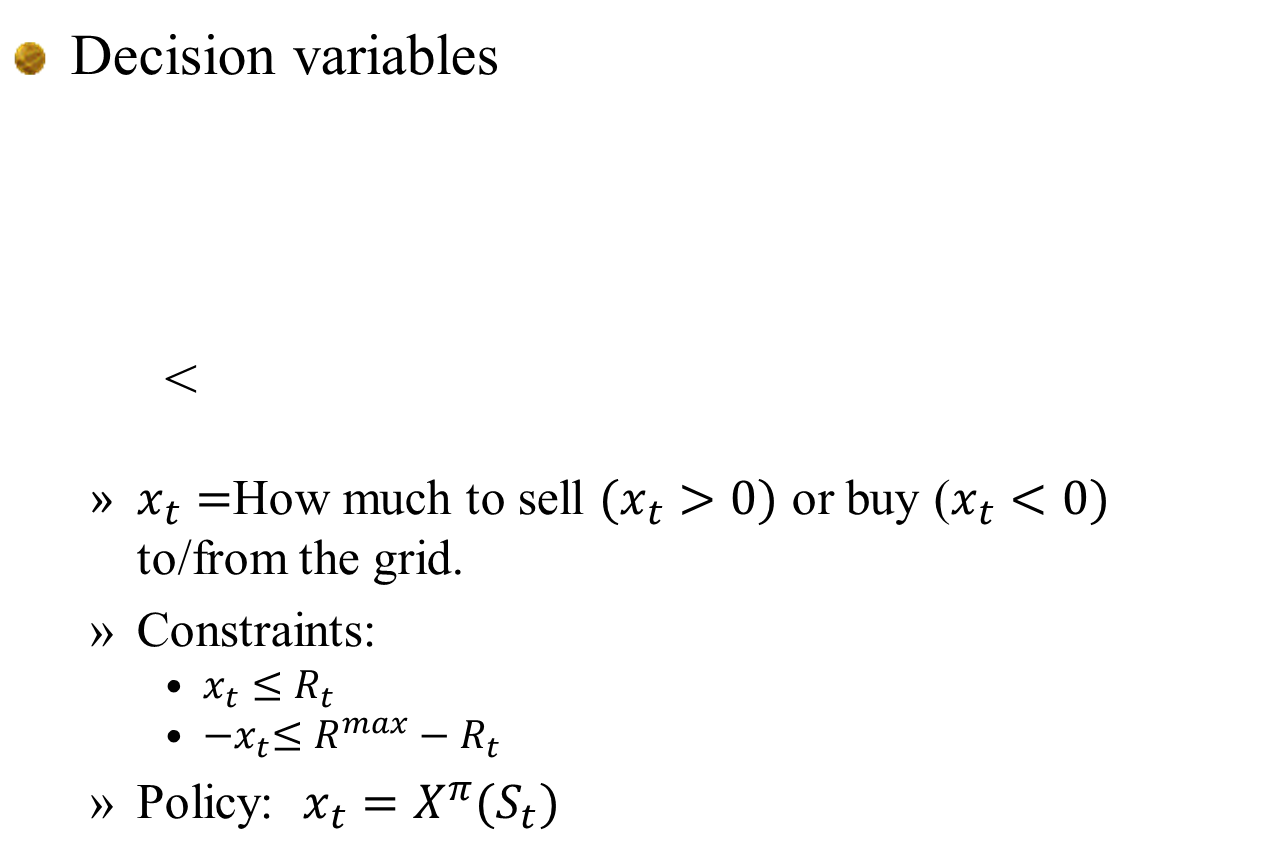 Decision variables
<
» x_t =How much to sell (x_t > 0) or buy (x_t < 0)
to/from the grid.
» Constraints:
• x_t ≤ R_t
• −x_t≤ R^{max} − R_t
» Policy: x_t = X^π(S_t)